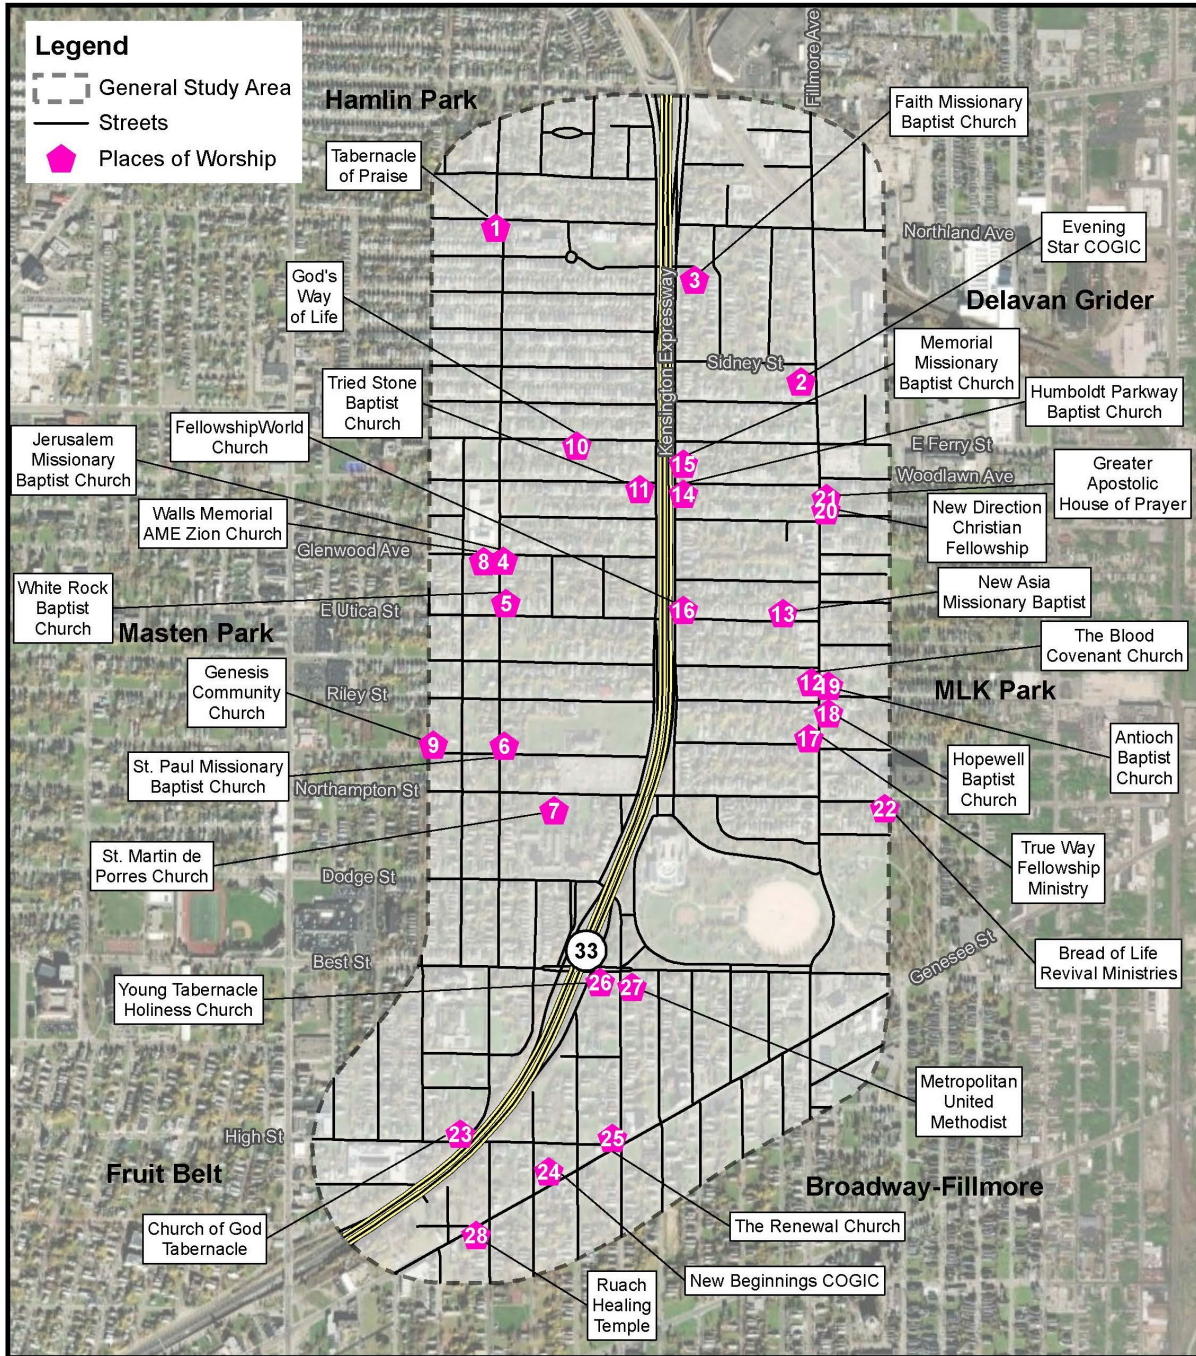 Legend
General Study Area
Streets
Places of Worship
Hamlin Park
Fillmore Ave
Faith Missionary
Baptist Church
Tabernacle
of Praise
1
Northland Ave
Evening
Star COGIC
God's
Way
of Life
3
Kensington Expressway
Delavan Grider
Memorial
Missionary
Baptist Church
Sidney St
2
Tried Stone
Baptist
Church
Humboldt Parkway
Baptist Church
FellowshipWorld
Church
Jerusalem
Missionary
Baptist Church
10
E Ferry St
15
Woodlawn Ave
Greater
Apostolic
House of Prayer
11
14
21
20
New Direction
Christian
Fellowship
Walls Memorial
AME Zion Church
Glenwood Ave
8
4
White Rock
Baptist
Church
E Utica St
5
16
13
New Asia
Missionary Baptist
Masten Park
The Blood
Covenant Church
Genesis
Community
Church
Riley St
12
19
MLK Park
18
9
6
17
Hopewell
Baptist
Church
Antioch
Baptist
Church
St. Paul Missionary
Baptist Church
Northampton St
7
22
St. Martin de
Porres Church
True Way
Fellowship
Ministry
Dodge St
33
Best St
Genesee St
Bread of Life
Revival Ministries
Young Tabernacle
Holiness Church
26
27
Metropolitan
United
Methodist
High St
23
25
Fruit Belt
24
Broadway-Fillmore
Church of God
Tabernacle
28
The Renewal Church
New Beginnings COGIC
Ruach
Healing
Temple